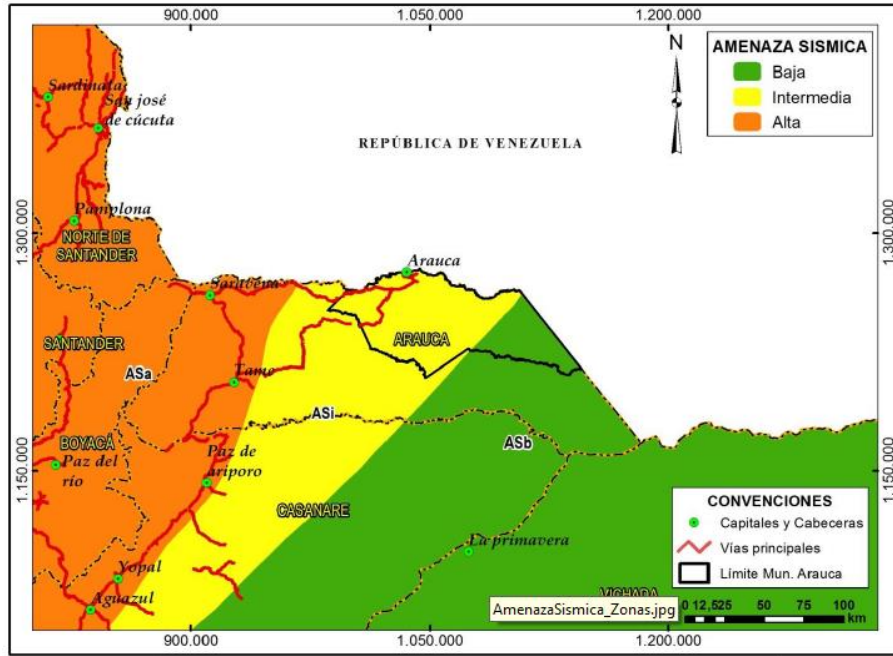 900.000
1.050.000
1.200.000
AMENAZA SISMICA
Baja
Intermedia
Alta
N
Sardinata
San josé
de cúcuta
REPÚBLICA DE VENEZUELA
Pamplona
NORTE DE
SANTANDER
1.300.000
1.300.000
Arauca
Saravena
SANTANDER
ARAUCA
ASa
Tame
ASi
ASb
BOYACÁ
Paz del
río
Paz de
ariporo
1.150.000
1.150.000
CASANARE
La primavera
Yopal
Aguazul
VICHADA
CONVENCIONES
Capitales y Cabeceras
Vías principales
Límite Mun. Arauca
AmenazaSismica_Zonas.jpg
0 12,525 50 75 100
km
900.000
1.050.000
1.200.000